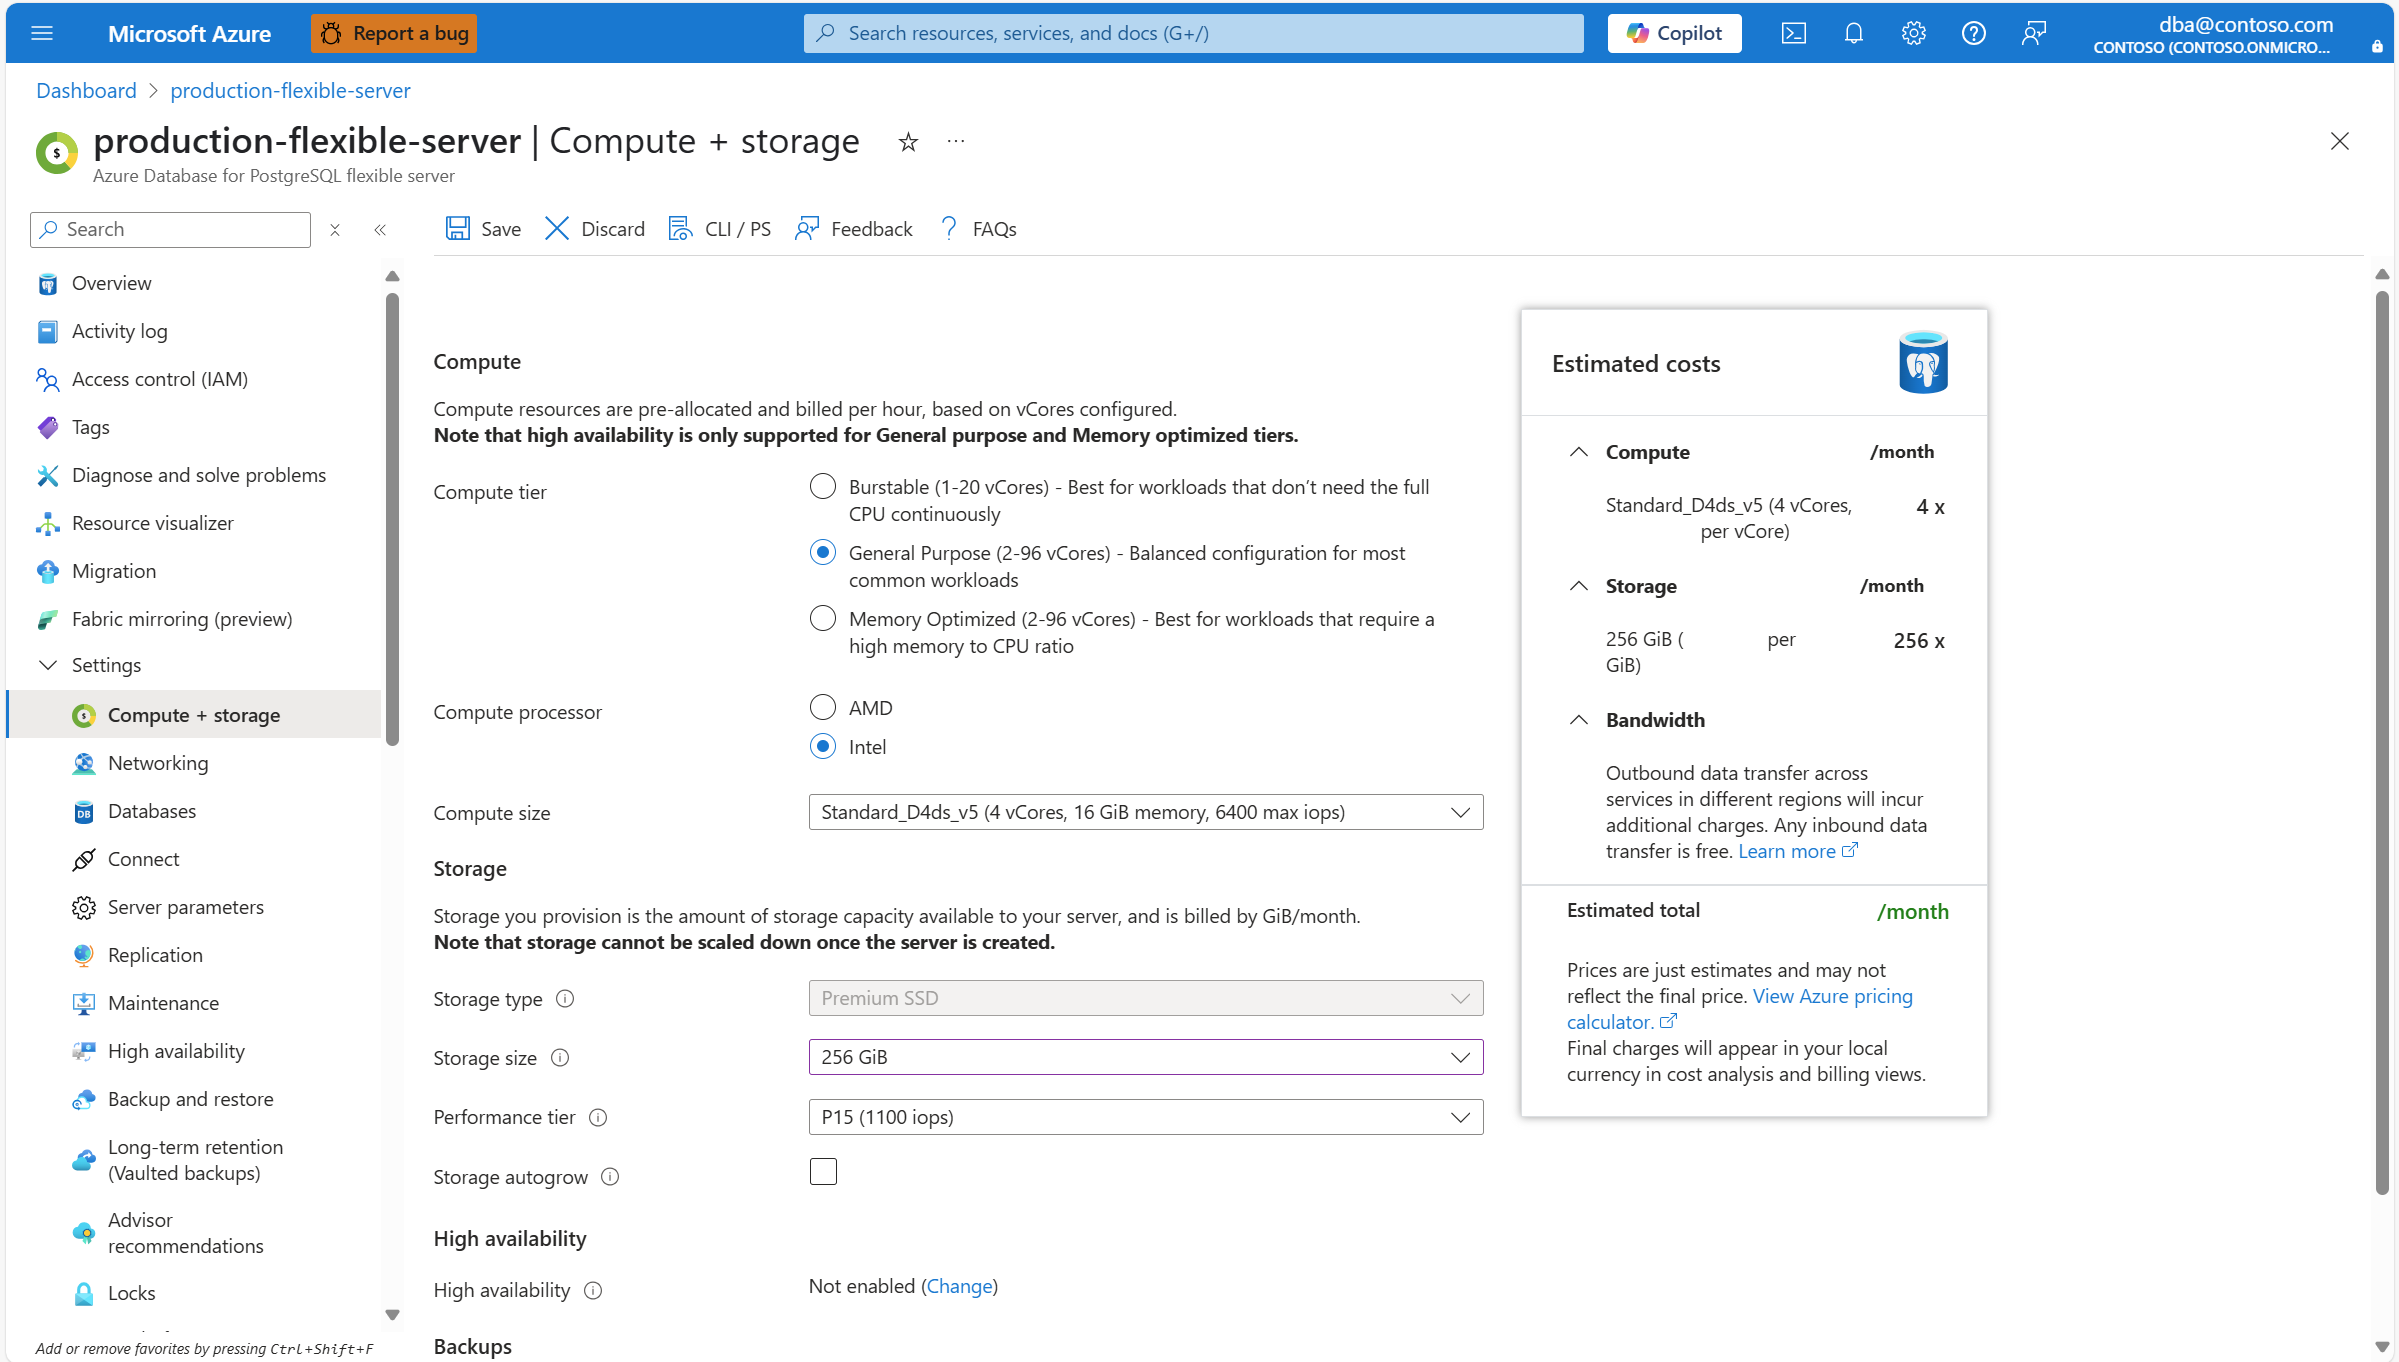 Microsoft Azure
Report a bug
Search resources, services, and docs (G+/)
Copilot
dba@contoso.com
CONTOSO (CONTOSO.ONMICRO...
Dashboard > production-flexible-server
production-flexible-server | Compute + storage
Azure Database for PostgreSQL flexible server
Search
Save
Discard
CLI / PS
Feedback
FAQs
Overview
Activity log
Access control (IAM)
Tags
Diagnose and solve problems
Resource visualizer
Migration
Fabric mirroring (preview)
Settings
Compute + storage
Networking
Databases
Connect
Server parameters
Replication
Maintenance
High availability
Backup and restore
Long-term retention
(Vaulted backups)
Advisor
recommendations
Locks
Add or remove favorites by pressing Ctrl+Shift+F
Compute
Compute resources are pre-allocated and billed per hour, based on vCores configured.
Note that high availability is only supported for General purpose and Memory optimized tiers.
Compute tier
Burstable (1-20 vCores) - Best for workloads that don’t need the full
CPU continuously
General Purpose (2-96 vCores) - Balanced configuration for most
common workloads
Memory Optimized (2-96 vCores) - Best for workloads that require a
high memory to CPU ratio
Compute processor
AMD
Intel
Compute size
Standard_D4ds_v5 (4 vCores, 16 GiB memory, 6400 max iops)
Storage
Storage you provision is the amount of storage capacity available to your server, and is billed by GiB/month.
Note that storage cannot be scaled down once the server is created.
Storage type
Premium SSD
Storage size
256 GiB
Performance tier
P15 (1100 iops)
Storage autogrow
High availability
High availability
Not enabled (Change)
Backups
Estimated costs
Compute /month
Standard_D4ds_v5 (4 vCores, 4 x
per vCore)
Storage /month
256 GiB ( per 256 x
GiB)
Bandwidth
Outbound data transfer across
services in different regions will incur
additional charges. Any inbound data
transfer is free. Learn more
Estimated total /month
Prices are just estimates and may not
reflect the final price. View Azure pricing
calculator.
Final charges will appear in your local
currency in cost analysis and billing views.